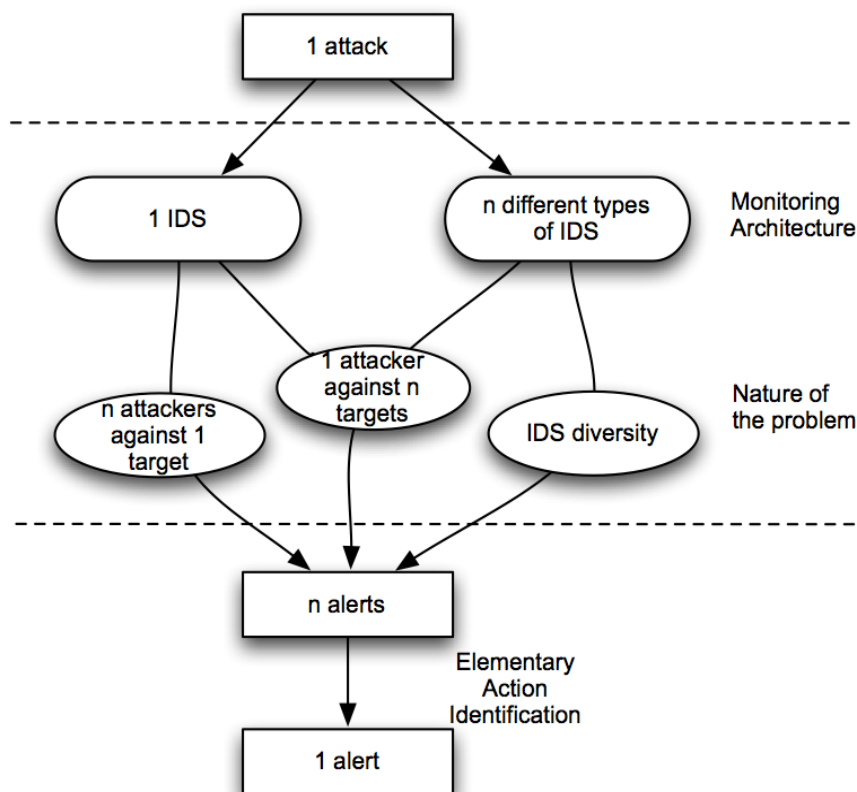 1 attack
1 IDS
n different types
of IDS
Monitoring
Architecture
1 attacker
against n
targets
n attackers
against 1
target
IDS diversity
Nature of
the problem
n alerts
Elementary
Action
Identification
1 alert